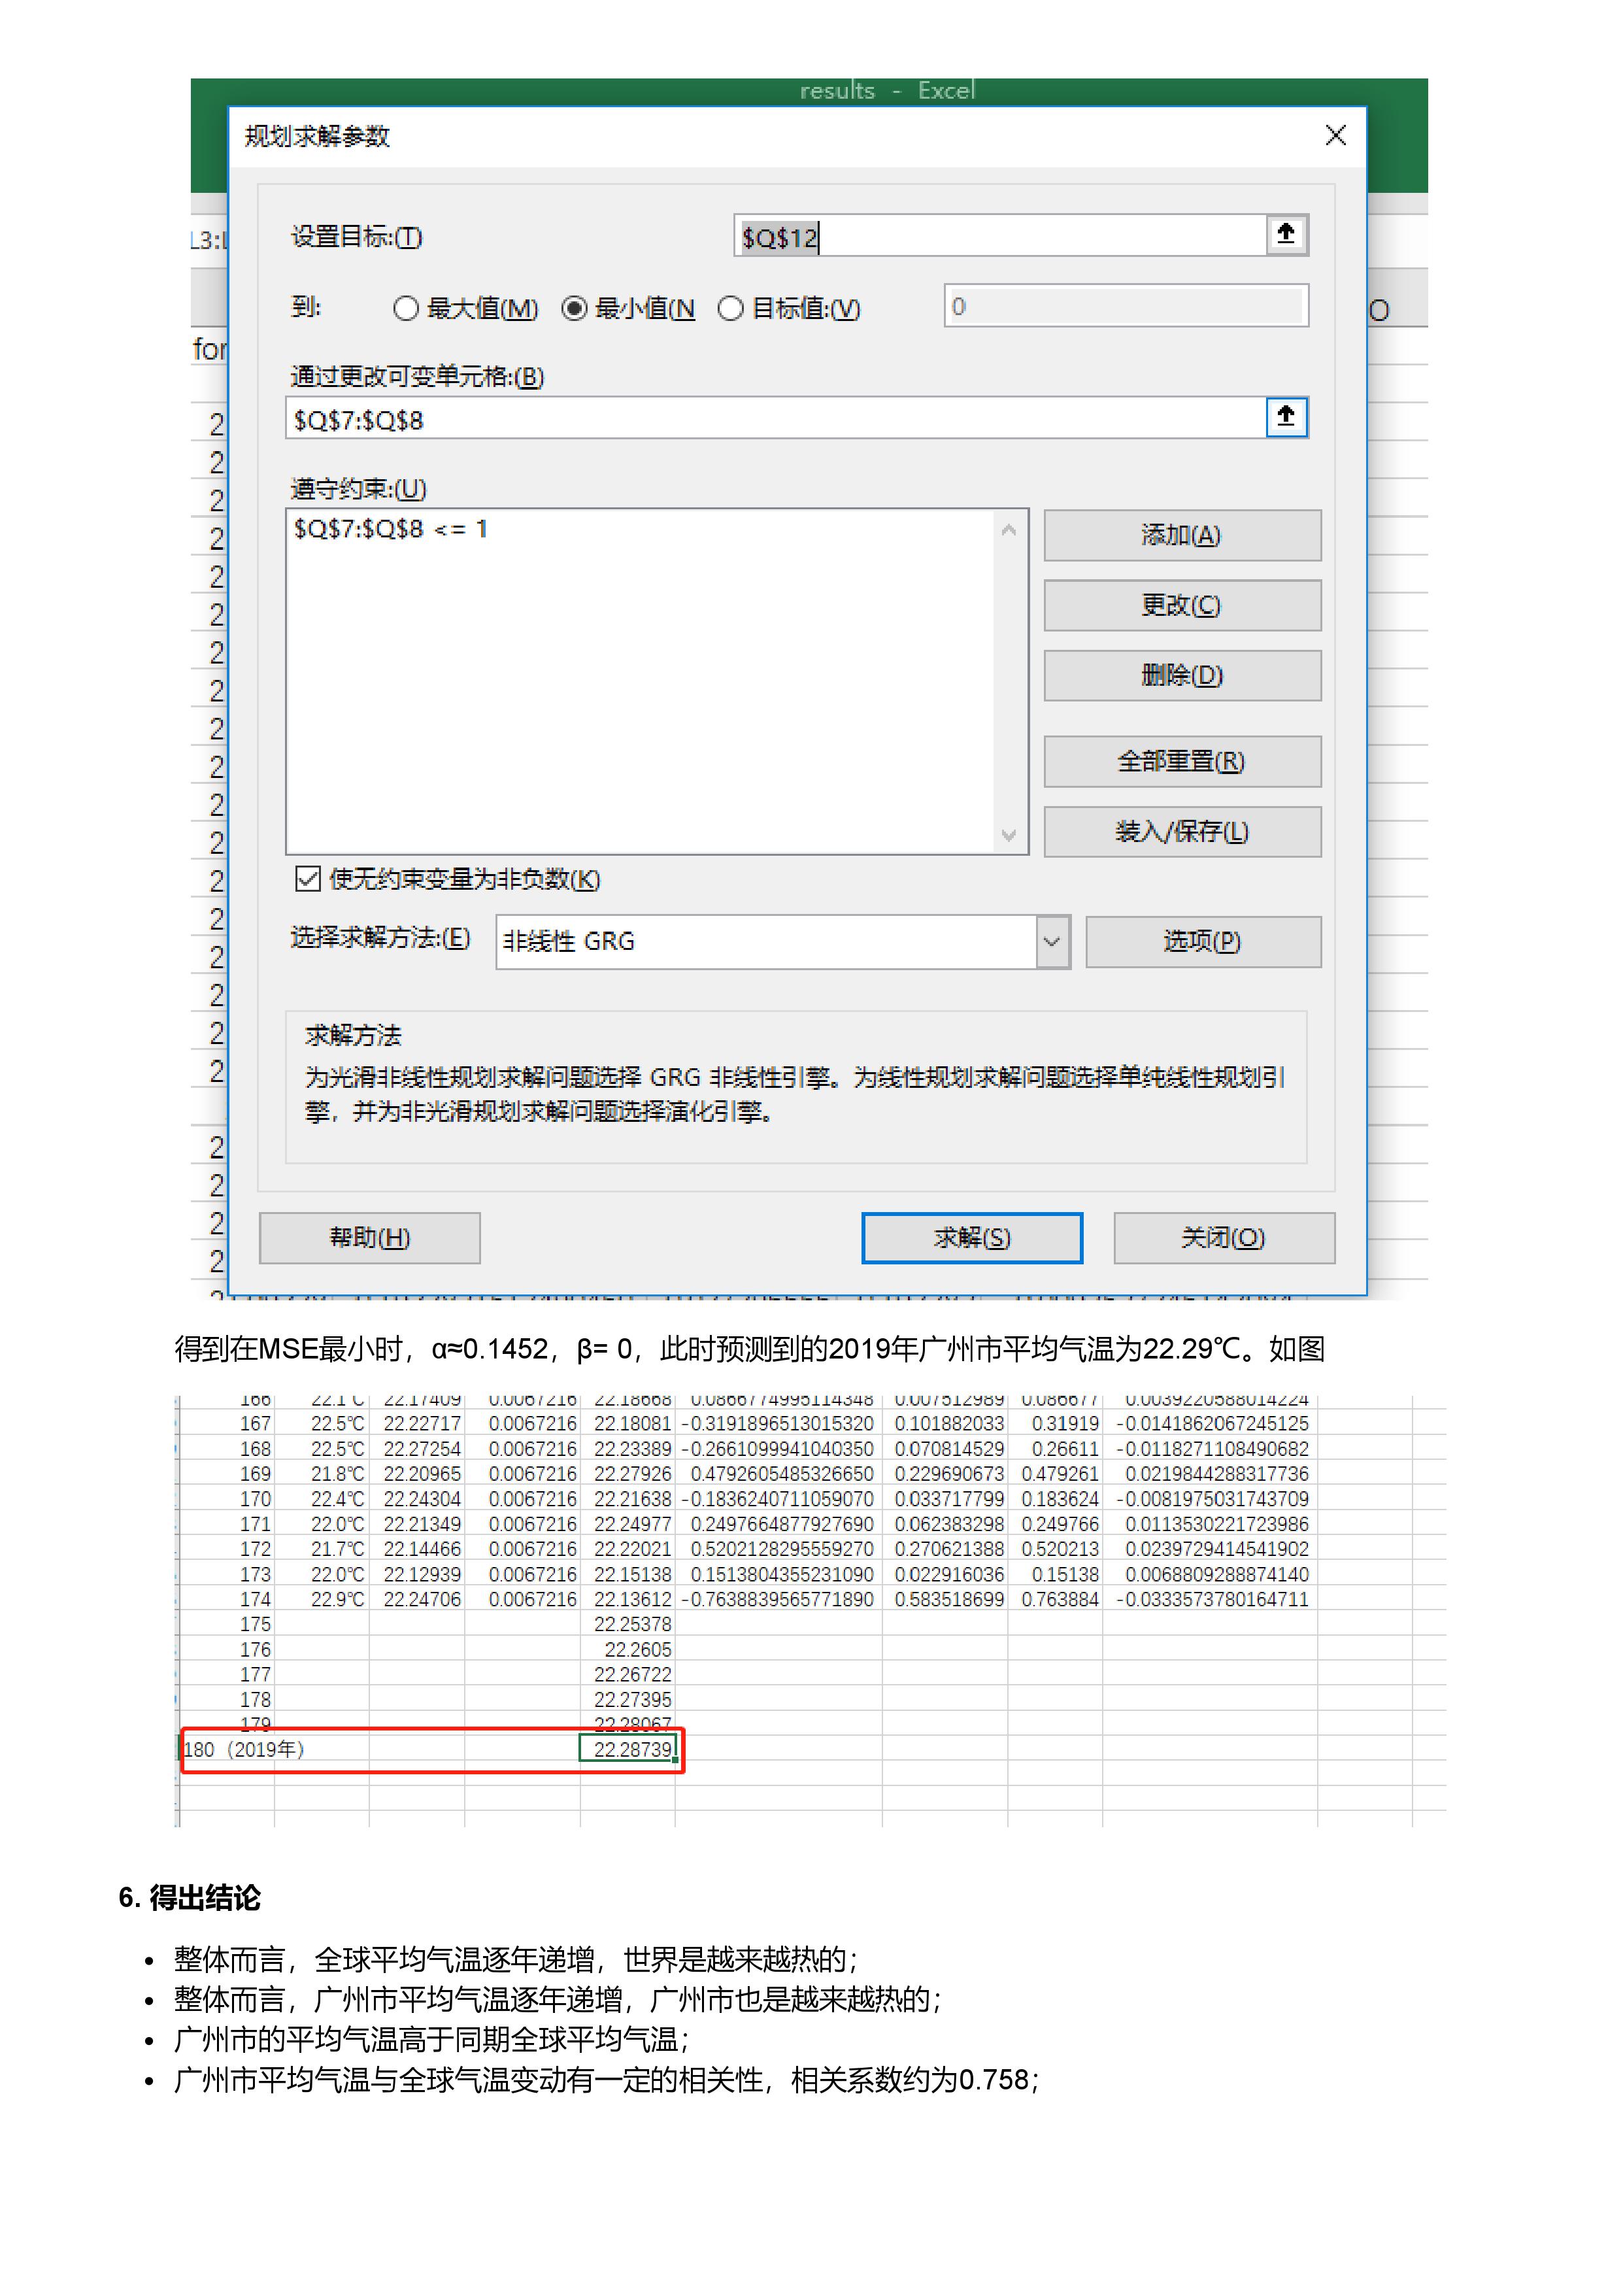 results - Excel
规划求解参数
设置目标:(T)
$Q$12
到:
最大值(M)
最小值(N
目标值:(V)
0
L3:
O
for
通过更改可变单元格:(B)
$Q$7:$Q$8
遵守约束:(U)
$Q$7:$Q$8 <= 1
添加(A)
更改(C)
删除(D)
全部重置(R)
装入/保存(L)
使无约束变量为非负数(K)
选择求解方法:(E)
非线性 GRG
选项(P)
求解方法
为光滑非线性规划求解问题选择 GRG 非线性引擎。为线性规划求解问题选择单纯线性规划引
擎，并为非光滑规划求解问题选择演化引擎。
帮助(H)
求解(S)
关闭(O)
得到在MSE最小时，α≈0.1452，β= 0，此时预测到的2019年广州市平均气温为22.29℃。如图
166 22.1℃ 22.17409 0.0067216 22.18668 0.0866774995114348 0.007512989 0.086677 0.0039220588014224
167 22.5℃ 22.22717 0.0067216 22.18081 -0.3191896513015320 0.101882033 0.31919 -0.0141862067245125
168 22.5℃ 22.27254 0.0067216 22.23389 -0.2661099941040350 0.070814529 0.26611 -0.0118271108490682
169 21.8℃ 22.20965 0.0067216 22.27926 0.4792605485326650 0.229690673 0.479261 0.0219844288317736
170 22.4℃ 22.24304 0.0067216 22.21638 -0.1836240711059070 0.033717799 0.183624 -0.0081975031743709
171 22.0℃ 22.21349 0.0067216 22.24977 0.2497664877927690 0.062383298 0.249766 0.0113530221723986
172 21.7℃ 22.14466 0.0067216 22.22021 0.5202128295559270 0.270621388 0.520213 0.0239729414541902
173 22.0℃ 22.12939 0.0067216 22.15138 0.1513804355231090 0.022916036 0.15138 0.0068809288874140
174 22.9℃ 22.24706 0.0067216 22.13612 -0.7638839565771890 0.583518699 0.763884 -0.0333573780164711
175 22.25378
176 22.2605
177 22.26722
178 22.27395
179 22.28067
180（2019年） 22.28739
6. 得出结论
• 整体而言，全球平均气温逐年递增，世界是越来越热的；
• 整体而言，广州市平均气温逐年递增，广州市也是越来越热的；
• 广州市的平均气温高于同期全球平均气温；
• 广州市平均气温与全球气温变动有一定的相关性，相关系数约为0.758；